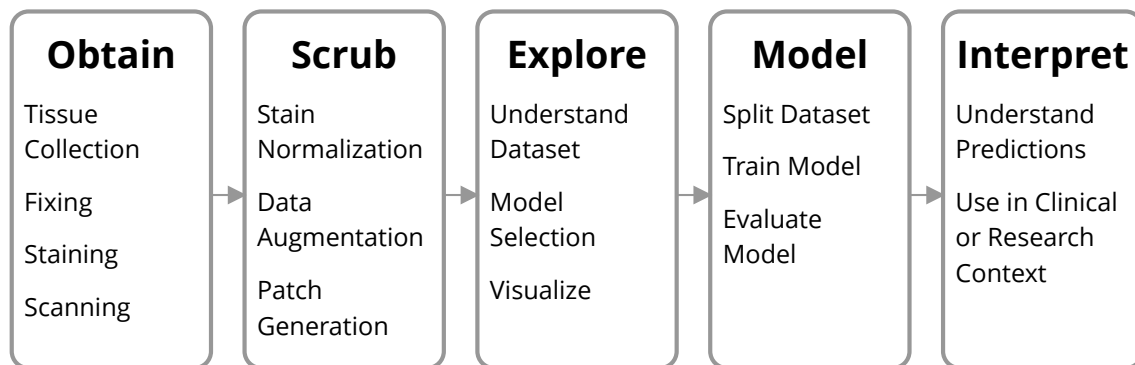 Obtain
Tissue
Collection
Fixing
Staining
Scanning
Scrub
Stain
Normalization
Data
Augmentation
Patch
Generation
Explore
Understand
Dataset
Model
Selection
Visualize
Model
Split Dataset
Train Model
Evaluate
Model
Interpret
Understand
Predictions
Use in Clinical
or Research
Context